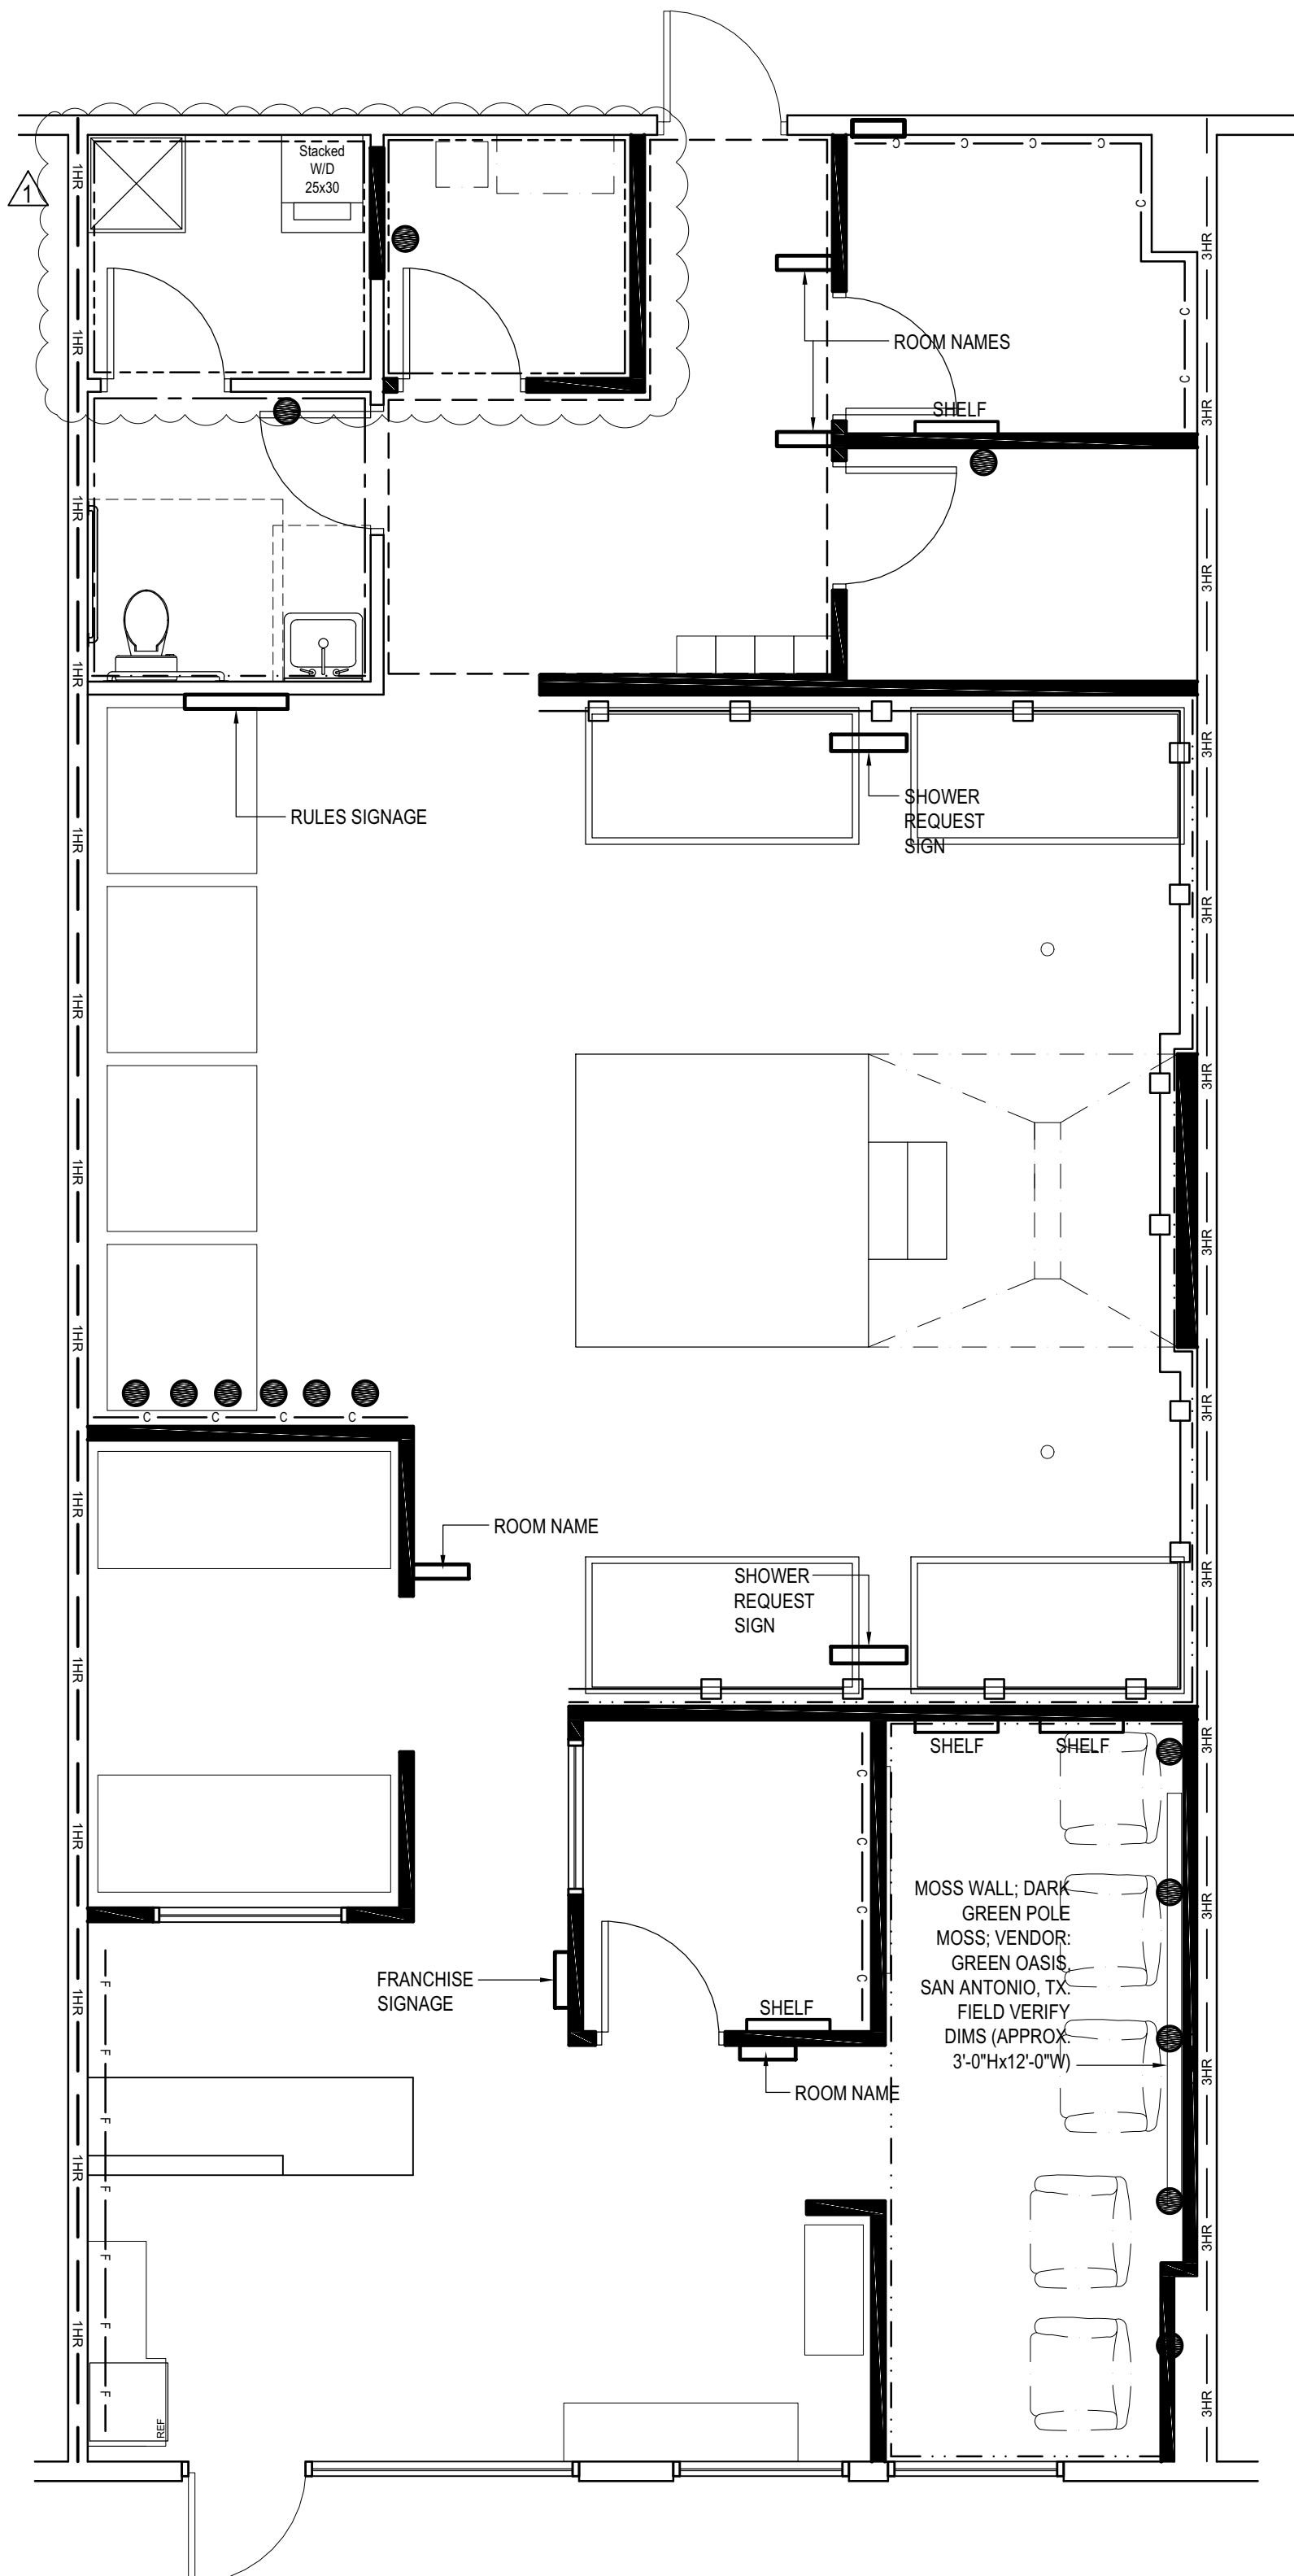 Stacked
W/D
25x30
1
C C C C
C
C
C
ROOM NAMES
SHELF
RULES SIGNAGE
SHOWER
REQUEST
SIGN
C C C C
ROOM NAME
SHOWER
REQUEST
SIGN
SHELF
SHELF
C
C
C
C
MOSS WALL; DARK
GREEN POLE
MOSS; VENDOR:
GREEN OASIS,
SAN ANTONIO, TX.
FIELD VERIFY
DIMS (APPROX.
3'-0"Hx12'-0"W)
FRANCHISE
SIGNAGE
SHELF
ROOM NAME
F
F
F
F
F
F
F
REF
1HR
1HR
1HR
1HR
1HR
1HR
1HR
1HR
1HR
1HR
1HR
1HR
1HR
1HR
3HR
3HR
3HR
3HR
3HR
3HR
3HR
3HR
3HR
3HR
3HR
3HR
3HR
3HR